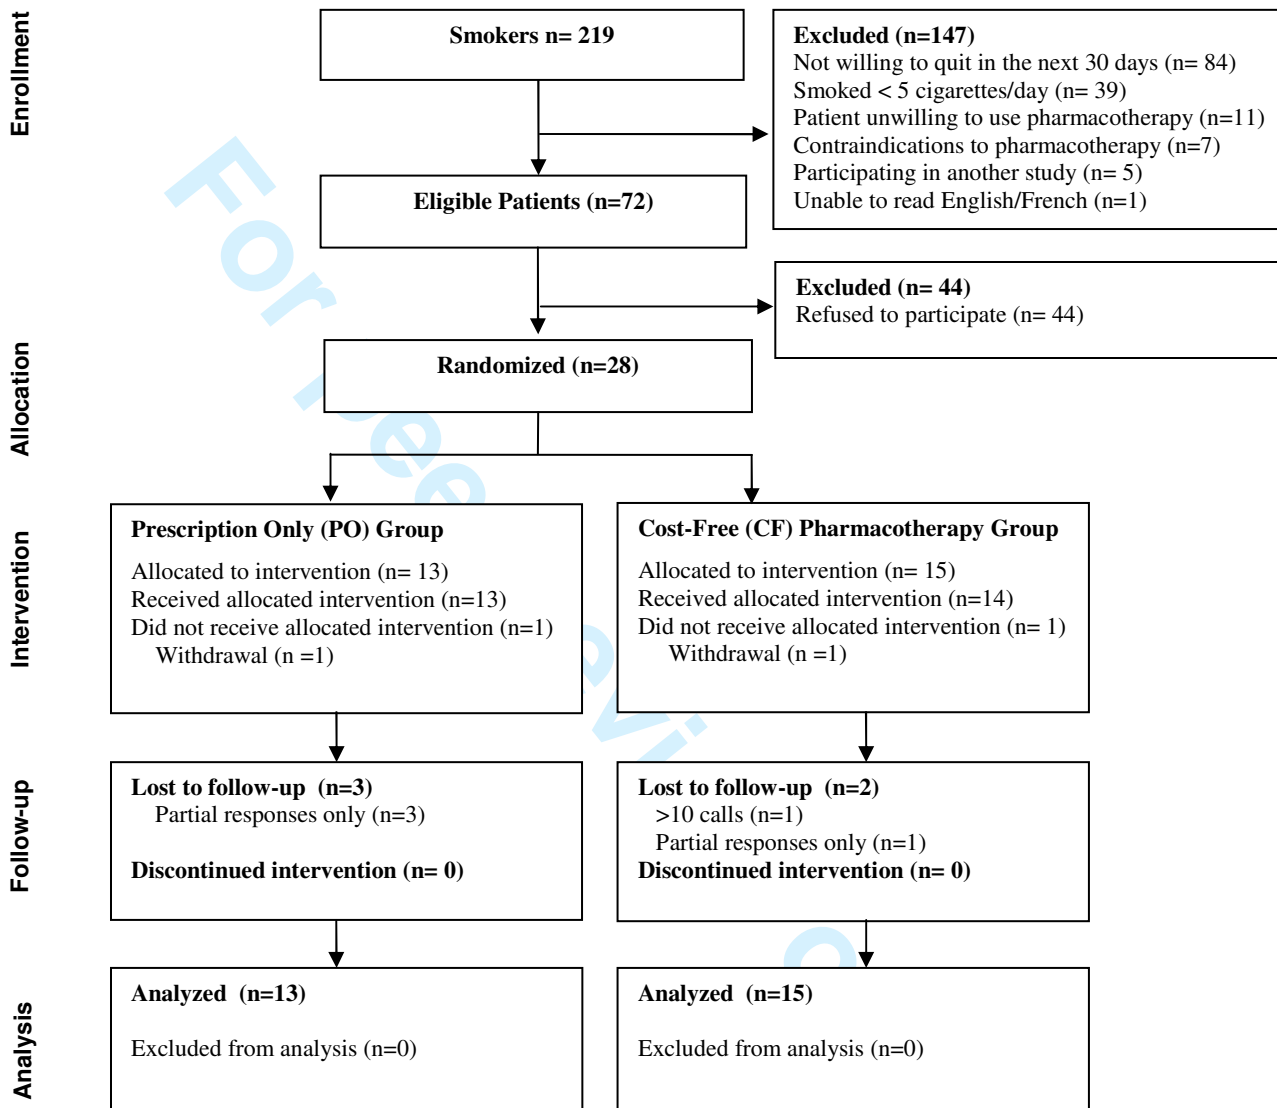 Enrollment
Smokers n= 219
Excluded (n=147)
Not willing to quit in the next 30 days (n= 84)
Smoked < 5 cigarettes/day (n= 39)
Patient unwilling to use pharmacotherapy (n=11)
Contraindications to pharmacotherapy (n=7)
Participating in another study (n= 5)
Unable to read English/French (n=1)
Eligible Patients (n=72)
Excluded (n= 44)
Refused to participate (n= 44)
Allocation
Randomized (n=28)
Intervention
Prescription Only (PO) Group
Allocated to intervention (n= 13)
Received allocated intervention (n=13)
Did not receive allocated intervention (n=1)
Withdrawal (n =1)
Cost-Free (CF) Pharmacotherapy Group
Allocated to intervention (n= 15)
Received allocated intervention (n=14)
Did not receive allocated intervention (n= 1)
Withdrawal (n =1)
Follow-up
Lost to follow-up (n=3)
Partial responses only (n=3)
Discontinued intervention (n= 0)
Lost to follow-up (n=2)
>10 calls (n=1)
Partial responses only (n=1)
Discontinued intervention (n= 0)
Analysis
Analyzed (n=13)
Excluded from analysis (n=0)
Analyzed (n=15)
Excluded from analysis (n=0)
For